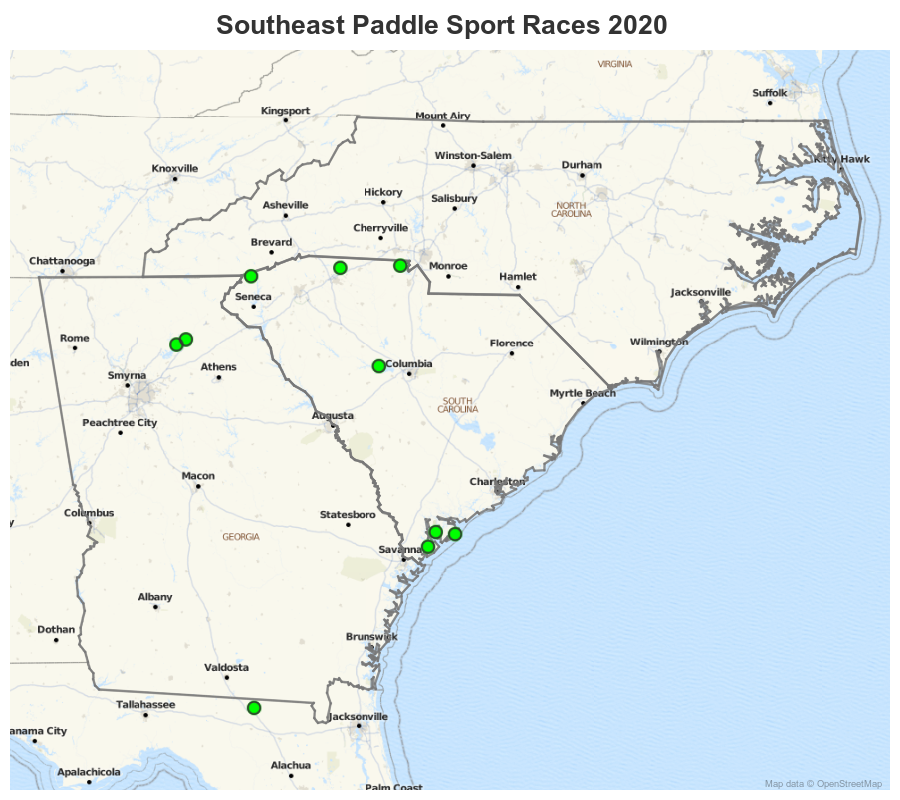 Southeast Paddle Sport Races 2020
VIRGINIA
Suffolk
Kingsport
Mount Airy
Knoxville
Winston-Salem
Durham
Kitty Hawk
Hickory
Salisbury
Asheville
NORTH
CAROLINA
Cherryville
Brevard
Chattanooga
Monroe
Hamlet
Seneca
Jacksonville
Rome
Wilmington
Florence
den
Athens
Columbia
Smyrna
Myrtle Beach
SOUTH
CAROLINA
Augusta
Peachtree City
Macon
Charleston
Columbus
Statesboro
y
GEORGIA
Savanna
Albany
Dothan
Brunswick
Valdosta
Tallahassee
Jacksonville
anama City
Alachua
Apalachicola
Palm Coast
Map data © OpenStreetMap